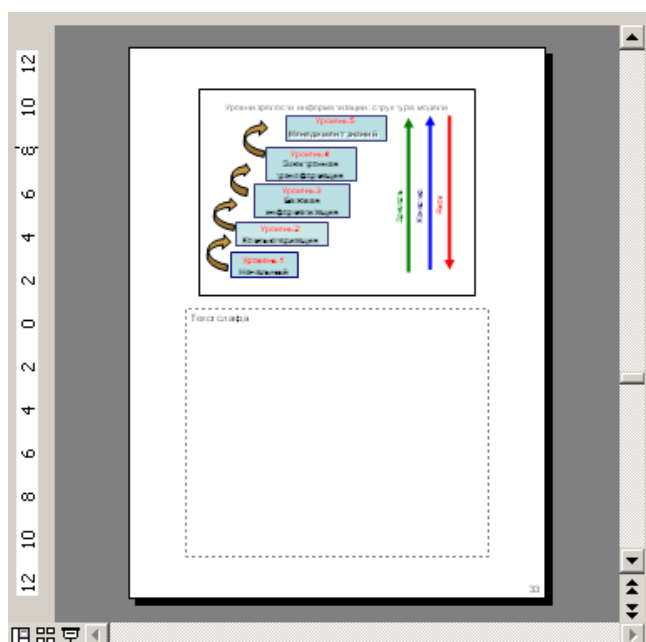 12
10
8
6
4
2
0
2
4
6
8
10
12
Уровни зрелости информатизации: структура модели
Уровень 5
Менеджмент знаний
Уровень 4
Электронная
трансформация
Уровень 3
Базовая
информатизация
Уровень 2
Компьютеризация
Уровень 1
Начальный
Качество
Риск
Текст слайда
33